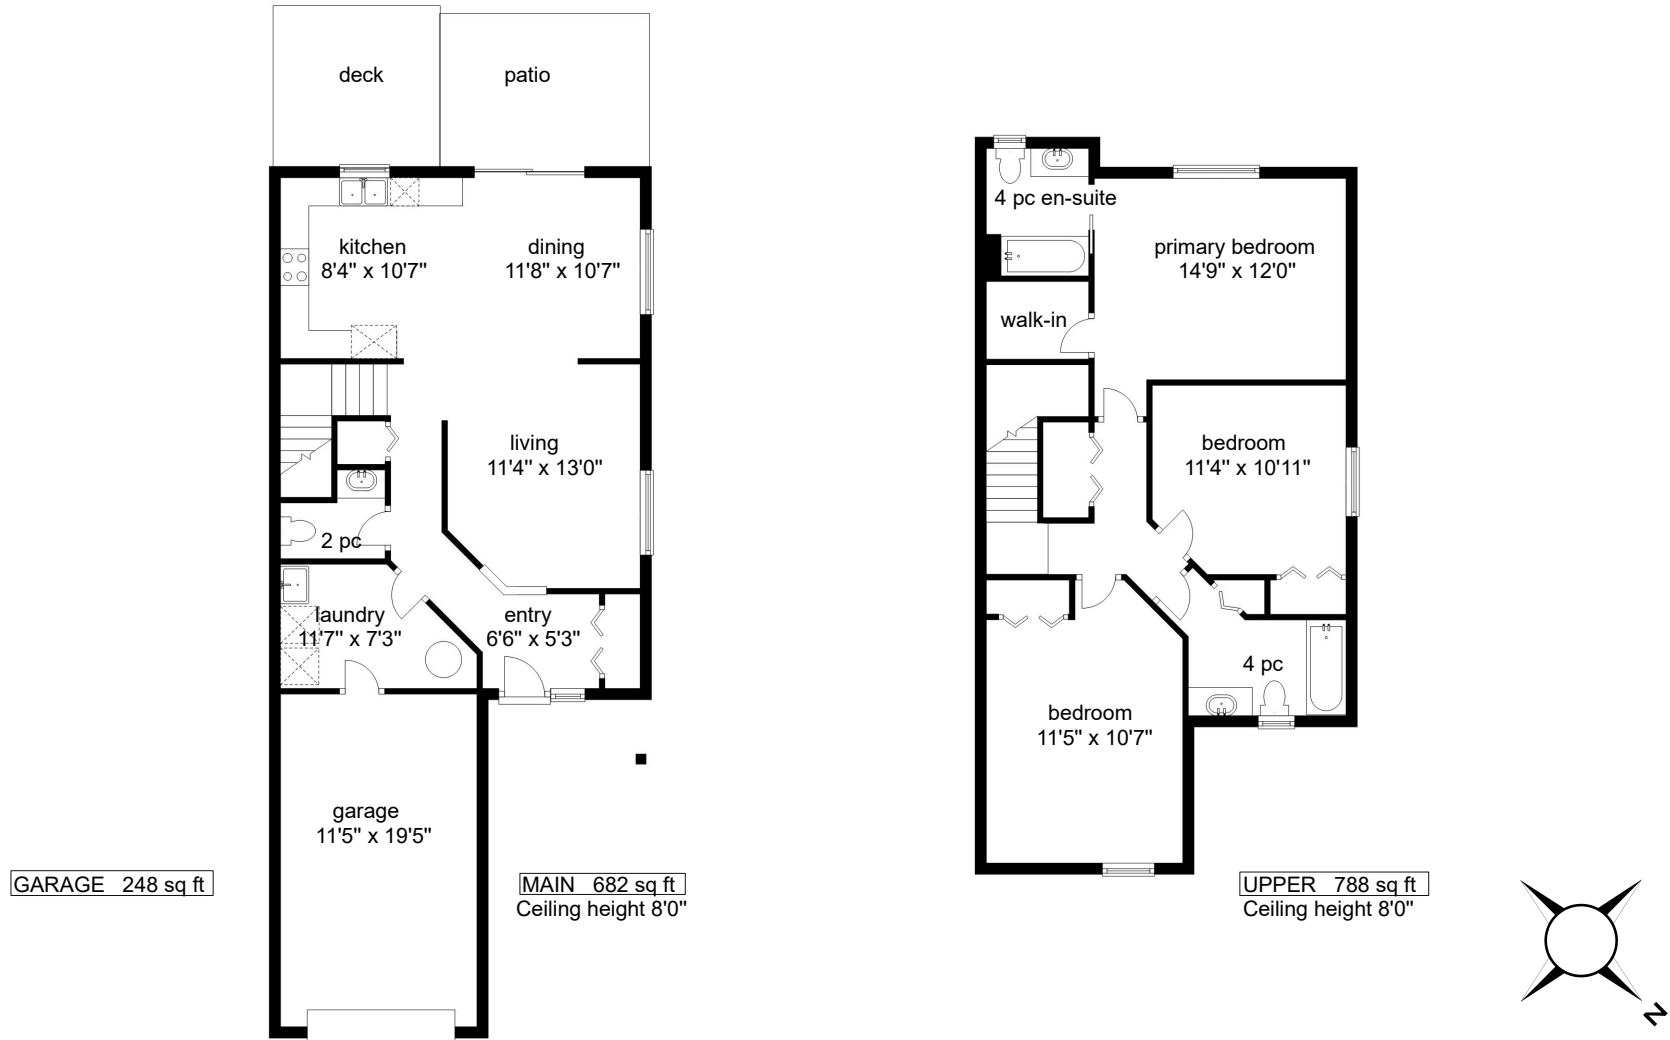 deck
patio
kitchen
8'4" x 10'7"
dining
11'8" x 10'7"
living
11'4" x 13'0"
2 pc
laundry
11'7" x 7'3"
entry
6'6" x 5'3"
garage
11'5" x 19'5"
GARAGE 248 sq ft
MAIN 682 sq ft
Ceiling height 8'0"
4 pc en-suite
primary bedroom
14'9" x 12'0"
walk-in
bedroom
11'4" x 10'11"
4 pc
bedroom
11'5" x 10'7"
UPPER 788 sq ft
Ceiling height 8'0"
N